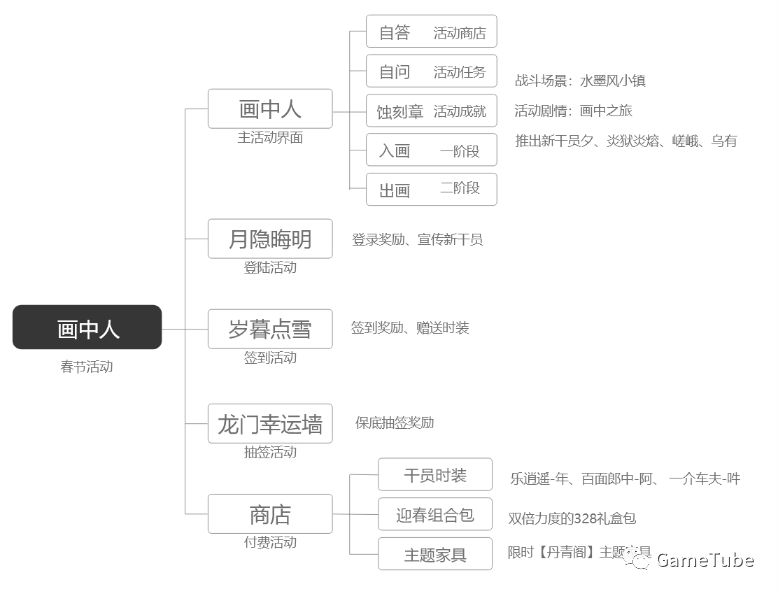 自答 活动商店
自问 活动任务
战斗场景：水墨风小镇
画中人
蚀刻章 活动成就
活动剧情：画中之旅
主活动界面
入画 一阶段
推出新干员夕、炎狱炎熔、嵯峨、乌有
出画 二阶段
月隐晦明
登录奖励、宣传新干员
登陆活动
画中人
春节活动
岁暮点雪
签到奖励、赠送时装
签到活动
龙门幸运墙
保底抽签奖励
抽签活动
干员时装
乐逍遥-年、百面郎中-阿、一介车夫-吽
商店
迎春组合包
双倍力度的328礼盒包
付费活动
主题家具
限时【丹青阁】主题家具
GameTube